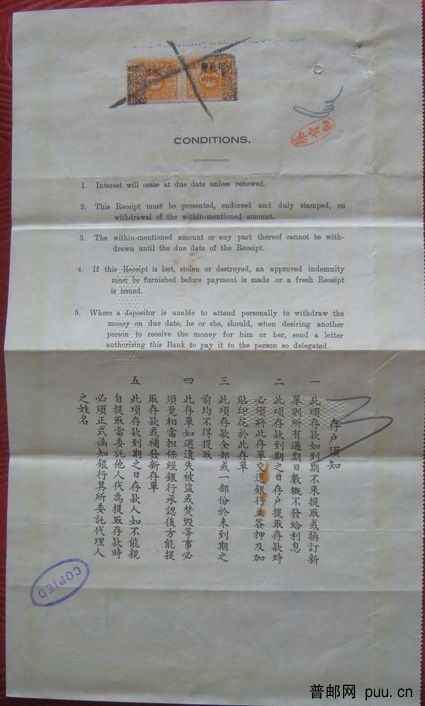 CONDITIONS.
1. Interest will cease at due date unless renewed.
2. This Receipt must be presented, endorsed and duly stamped, on
withdrawal of the within-mentioned amount.
3. The within-mentioned amount or any part thereof cannot be with-
drawn until the due date of the Receipt.
4. If this Receipt is lost, stolen or destroyed, an approved indemnity
must be furnished before payment is made or a fresh Receipt
is issued.
5. Where a depositor is unable to attend personally to withdraw the
money on due date, he or she, should, when desiring another
person to receive the money for him or her, send a letter
authorising this Bank to pay it to the person so delegated.
存戶須知
一 此項存款如到期不來提取或換訂新
單則所有過期日數概不發給利息
二 此項存款到期之日存戶提取存款時
必須將此存單交還銀行並簽押及加
貼印花於此存單
三 此項存款全部或一部份於未到期之
前均不得提取
四 此存單如遇遺失被盜或焚毀等事必
須覓相當担保經銀行承認後方能提
取存款或補發新存單
五 此項存款到期之日存款人如不能親
自提取當委託他人代為提取存款時
必須正式函知銀行其所委託代理人
之姓名
COPIED
普邮网 puu.cn